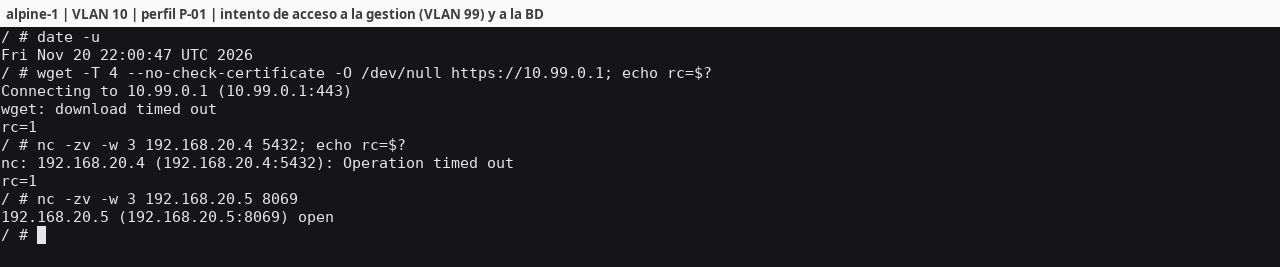 alpine-1 | VLAN 10 | perfil P-01 | intento de acceso a la gestion (VLAN 99) y a la BD
/ # date -u
Fri Nov 20 22:00:47 UTC 2026
/ # wget -T 4 --no-check-certificate -O /dev/null https://10.99.0.1; echo rc=$?
Connecting to 10.99.0.1 (10.99.0.1:443)
wget: download timed out
rc=1
/ # nc -zv -w 3 192.168.20.4 5432; echo rc=$?
nc: 192.168.20.4 (192.168.20.4:5432): Operation timed out
rc=1
/ # nc -zv -w 3 192.168.20.5 8069
192.168.20.5 (192.168.20.5:8069) open
/ #